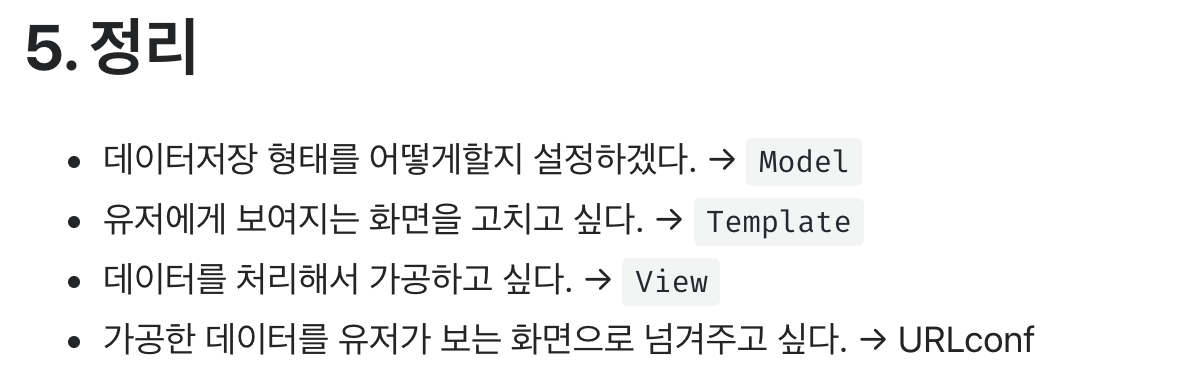 5. 정리
• 데이터저장 형태를 어떻게할지 설정하겠다. → Model
• 유저에게 보여지는 화면을 고치고 싶다. → Template
• 데이터를 처리해서 가공하고 싶다. → View
• 가공한 데이터를 유저가 보는 화면으로 넘겨주고 싶다. → URLconf